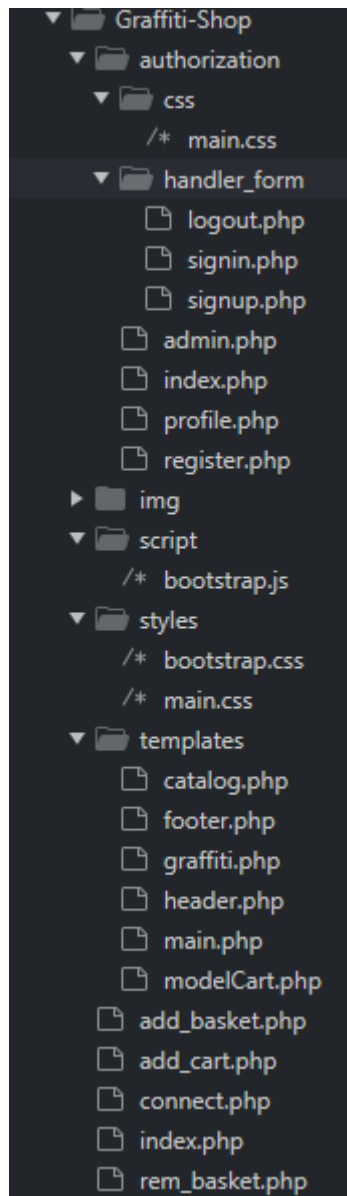 Graffiti-Shop
authorization
css
/* main.css
handler_form
logout.php
signin.php
signup.php
admin.php
index.php
profile.php
register.php
img
script
/* bootstrap.js
styles
/* bootstrap.css
/* main.css
templates
catalog.php
footer.php
graffiti.php
header.php
main.php
modelCart.php
add_basket.php
add_cart.php
connect.php
index.php
rem_basket.php